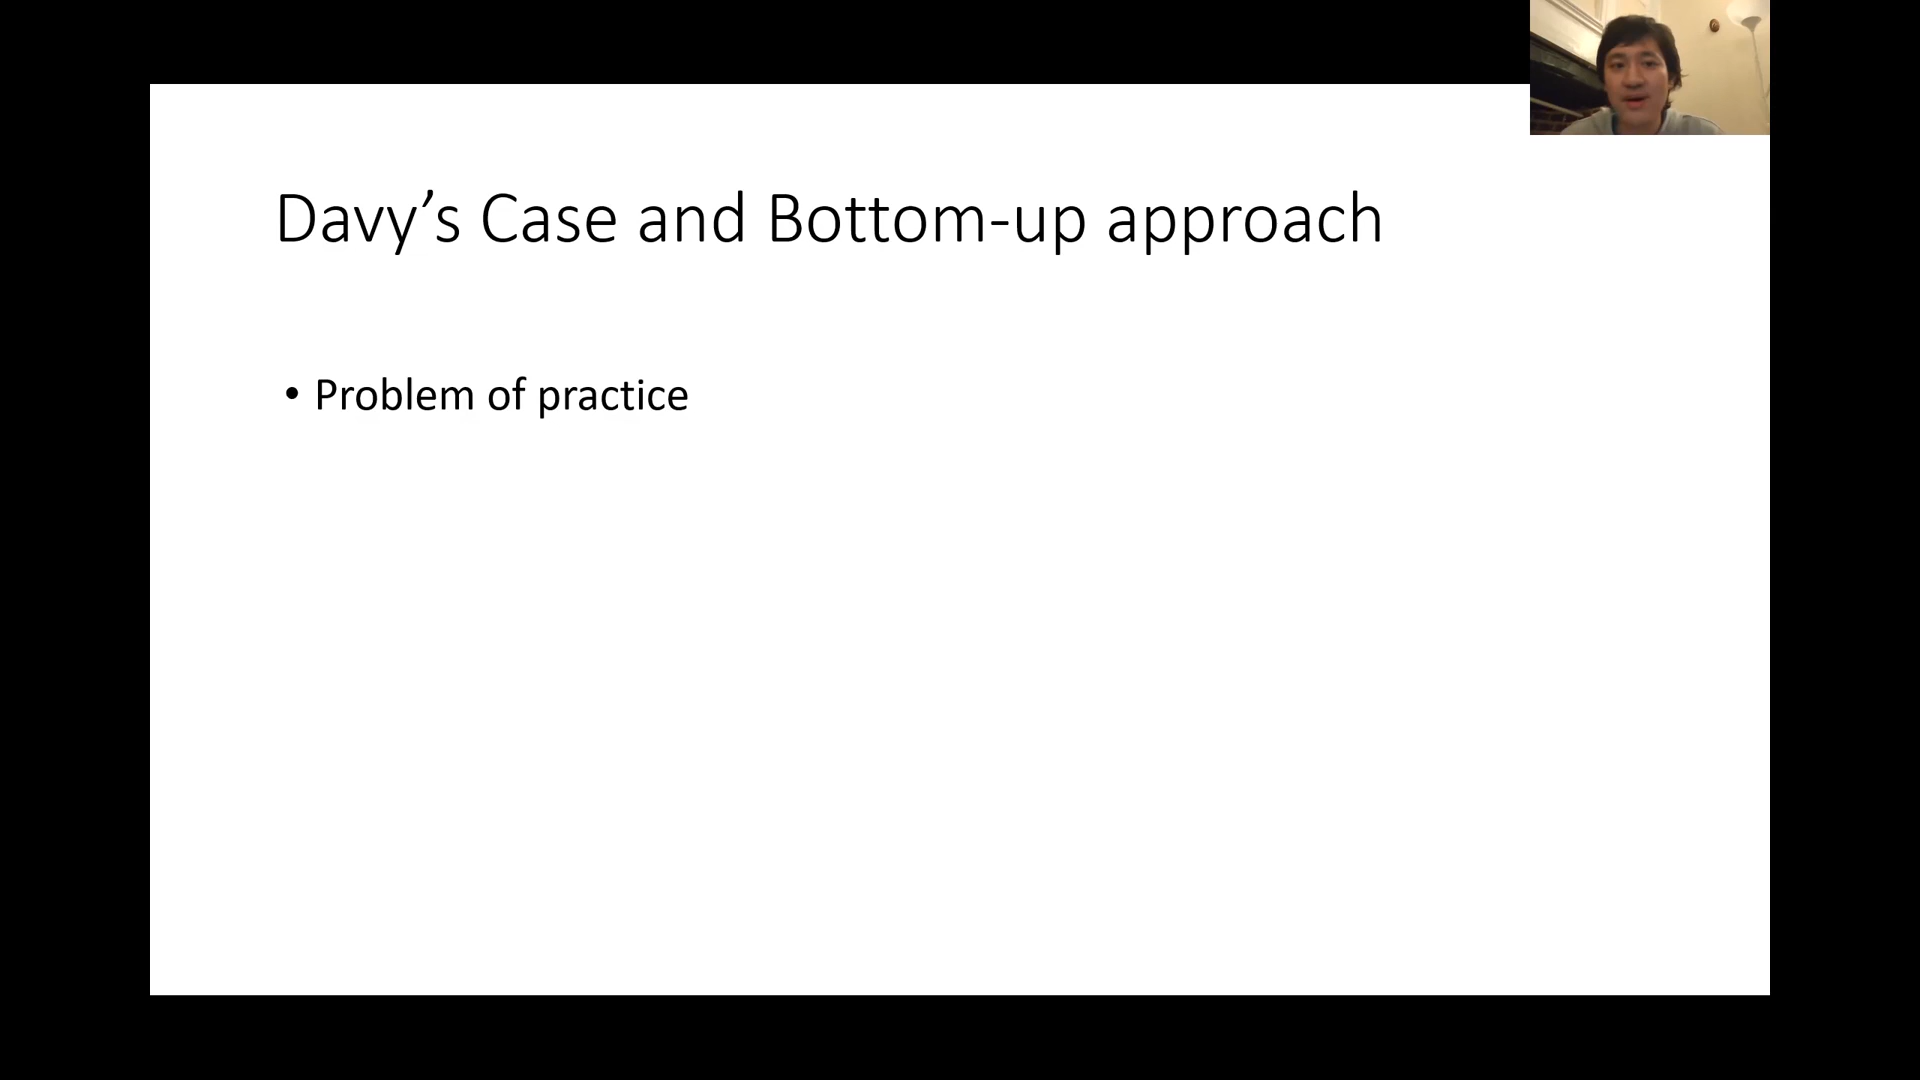 Davy’s Case and Bottom-up approach
• Problem of practice